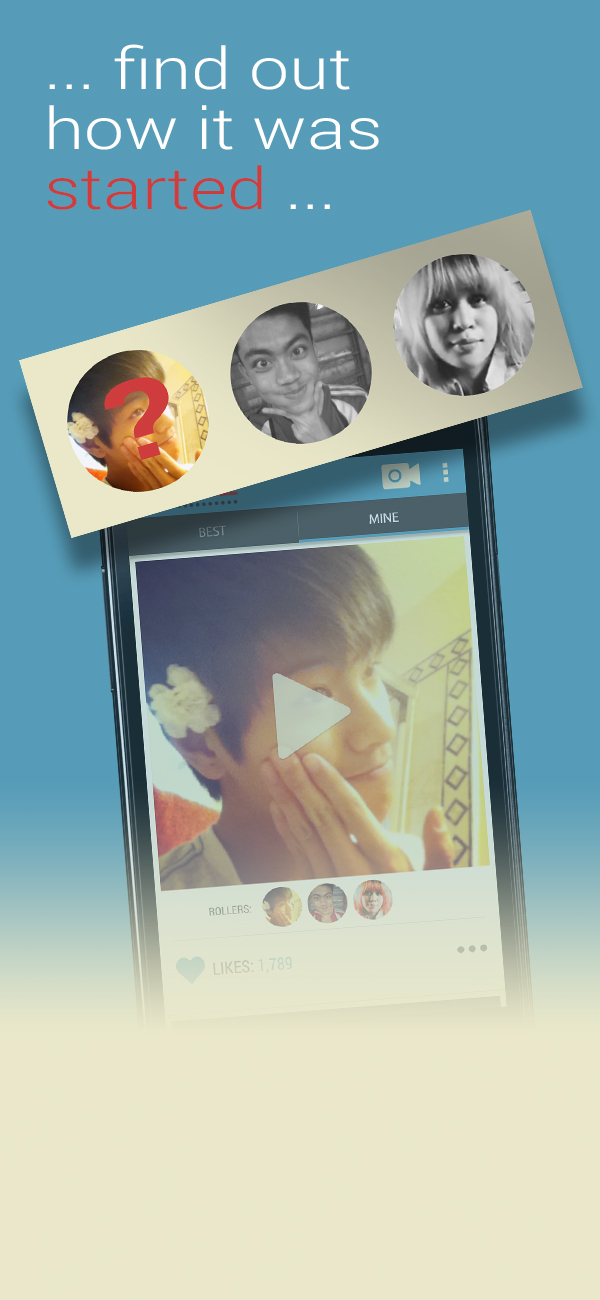 ... find out
how it was
started ...
?
BEST
MINE
ROLLERS:
LIKES: 1,789